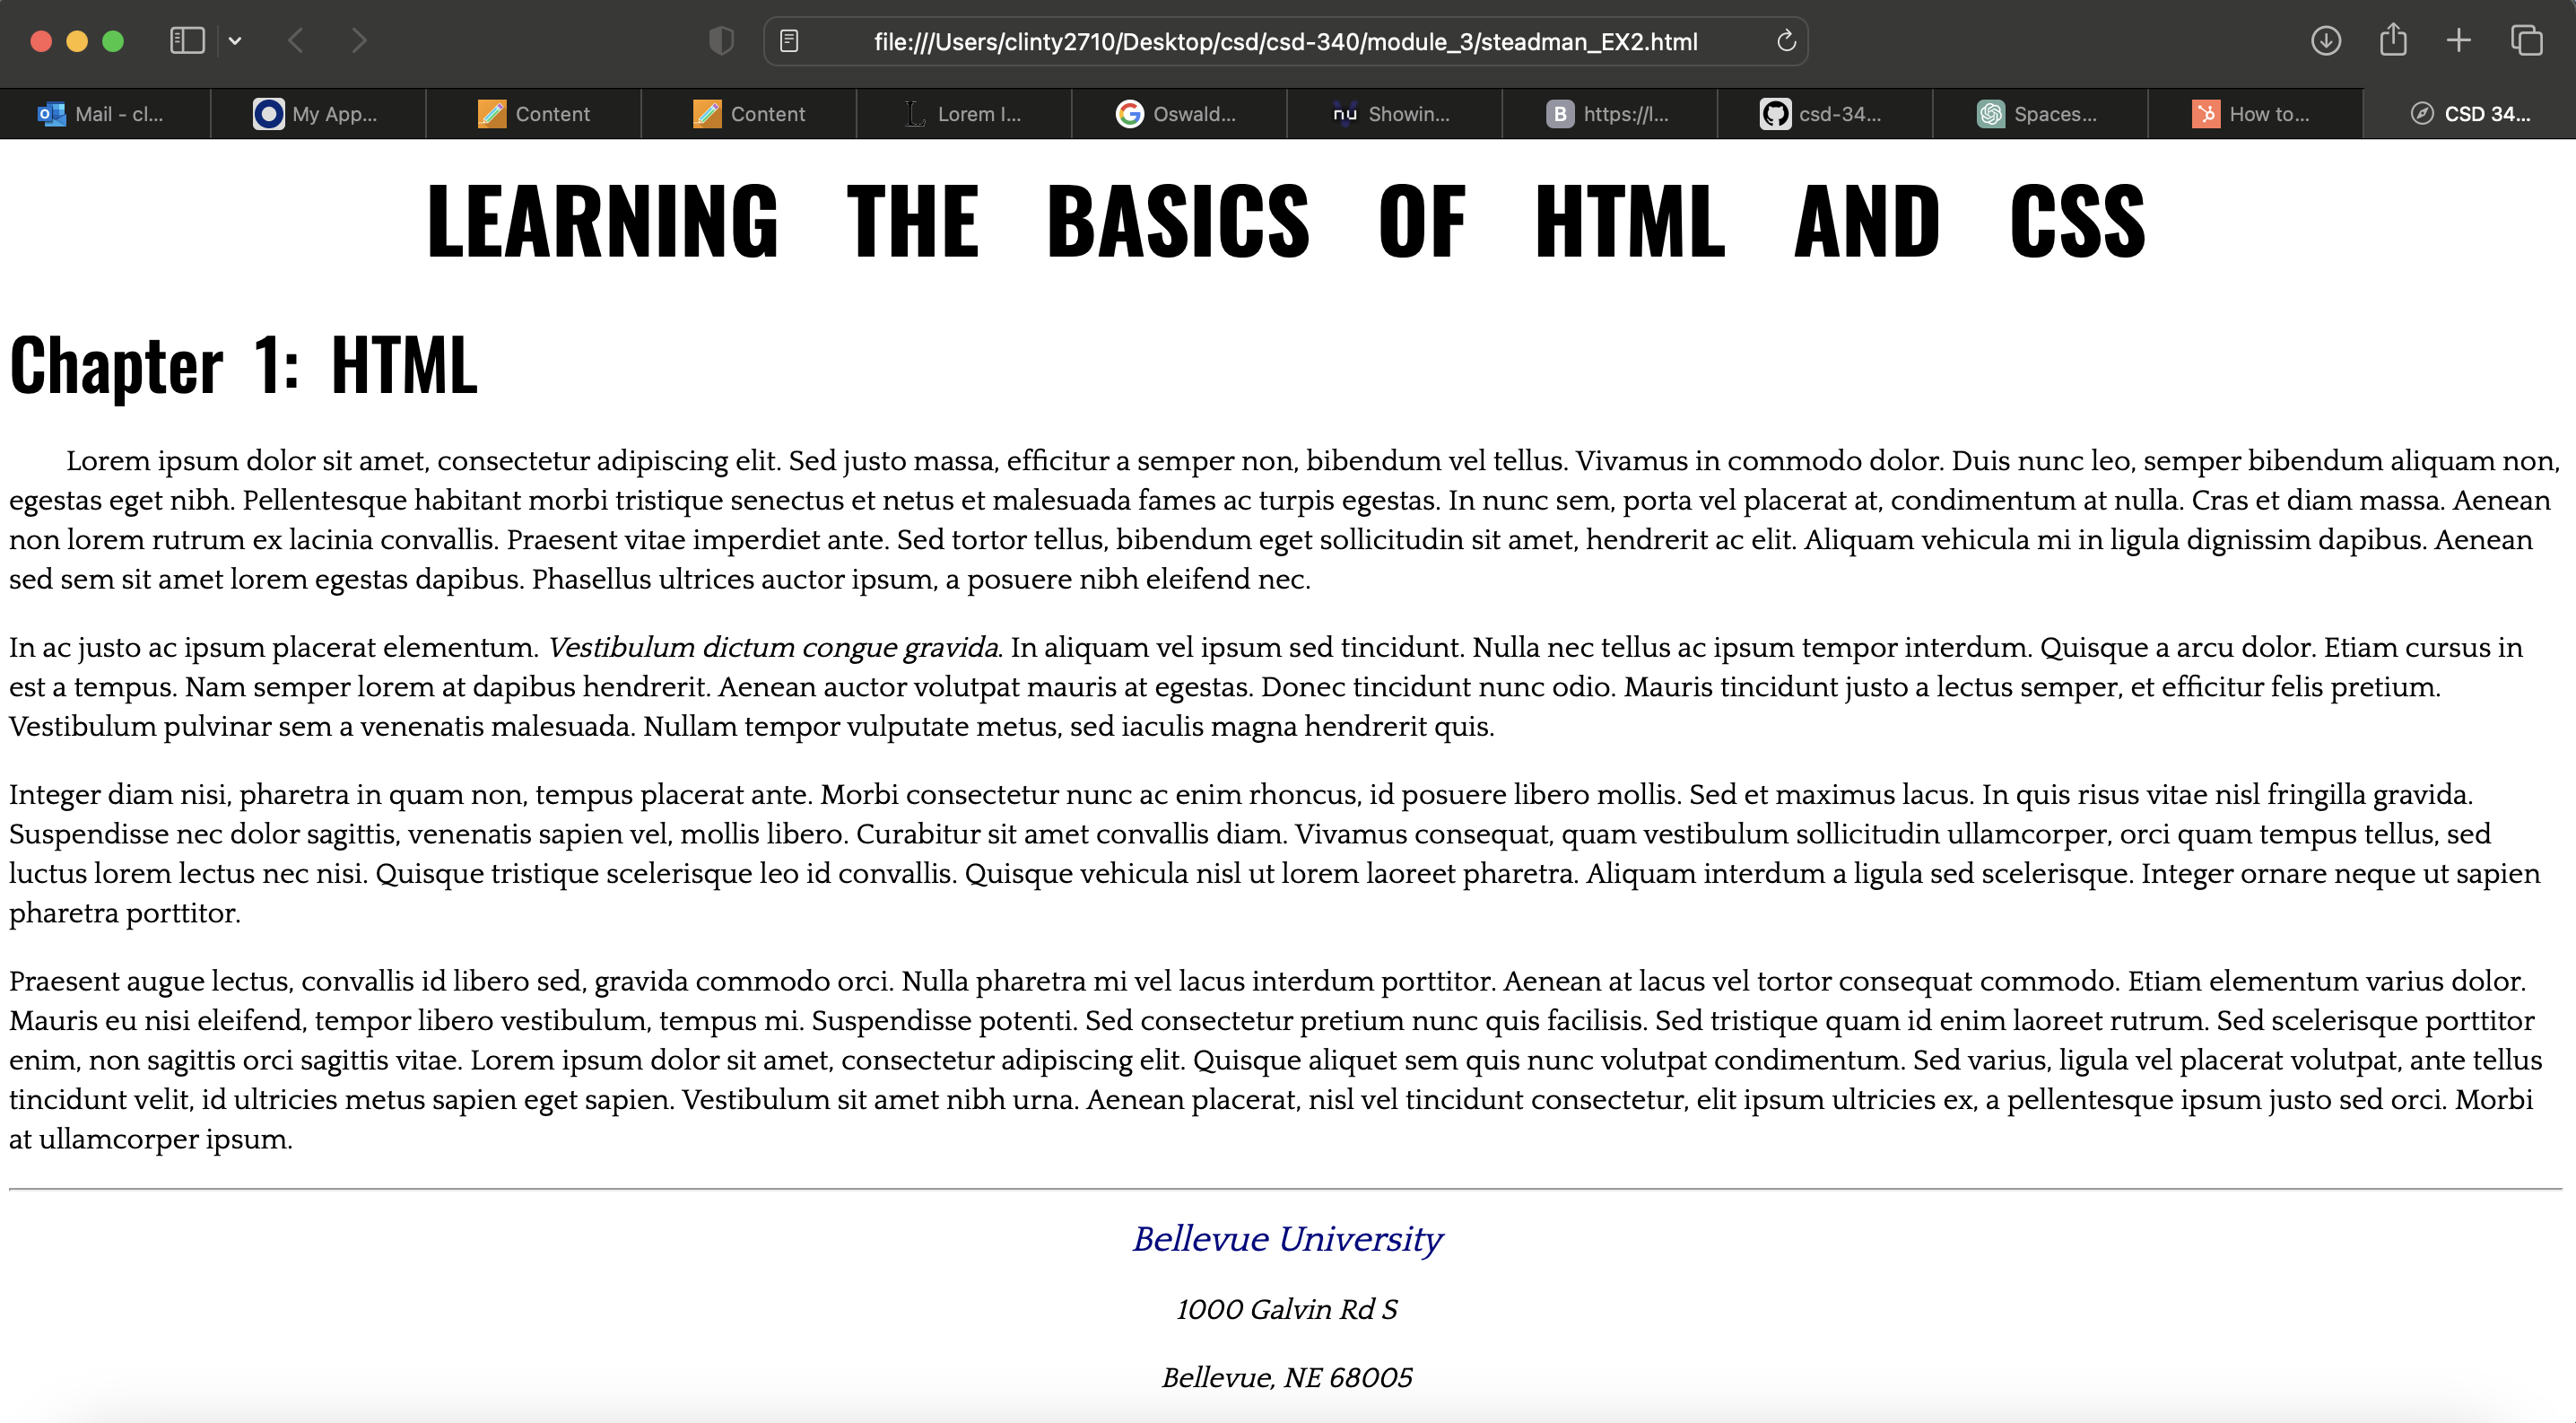 file:///Users/clinty2710/Desktop/csd/csd-340/module_3/steadman_EX2.html
Mail - cl... My App... Content Content Lorem I... Oswald... nu Showin... B https://l... csd-34... Spaces... How to... CSD 34...
LEARNING THE BASICS OF HTML AND CSS
Chapter 1: HTML
Lorem ipsum dolor sit amet, consectetur adipiscing elit. Sed justo massa, efficitur a semper non, bibendum vel tellus. Vivamus in commodo dolor. Duis nunc leo, semper bibendum aliquam non,
egestas eget nibh. Pellentesque habitant morbi tristique senectus et netus et malesuada fames ac turpis egestas. In nunc sem, porta vel placerat at, condimentum at nulla. Cras et diam massa. Aenean
non lorem rutrum ex lacinia convallis. Praesent vitae imperdiet ante. Sed tortor tellus, bibendum eget sollicitudin sit amet, hendrerit ac elit. Aliquam vehicula mi in ligula dignissim dapibus. Aenean
sed sem sit amet lorem egestas dapibus. Phasellus ultrices auctor ipsum, a posuere nibh eleifend nec.
In ac justo ac ipsum placerat elementum. Vestibulum dictum congue gravida. In aliquam vel ipsum sed tincidunt. Nulla nec tellus ac ipsum tempor interdum. Quisque a arcu dolor. Etiam cursus in
est a tempus. Nam semper lorem at dapibus hendrerit. Aenean auctor volutpat mauris at egestas. Donec tincidunt nunc odio. Mauris tincidunt justo a lectus semper, et efficitur felis pretium.
Vestibulum pulvinar sem a venenatis malesuada. Nullam tempor vulputate metus, sed iaculis magna hendrerit quis.
Integer diam nisi, pharetra in quam non, tempus placerat ante. Morbi consectetur nunc ac enim rhoncus, id posuere libero mollis. Sed et maximus lacus. In quis risus vitae nisl fringilla gravida.
Suspendisse nec dolor sagittis, venenatis sapien vel, mollis libero. Curabitur sit amet convallis diam. Vivamus consequat, quam vestibulum sollicitudin ullamcorper, orci quam tempus tellus, sed
luctus lorem lectus nec nisi. Quisque tristique scelerisque leo id convallis. Quisque vehicula nisl ut lorem laoreet pharetra. Aliquam interdum a ligula sed scelerisque. Integer ornare neque ut sapien
pharetra porttitor.
Praesent augue lectus, convallis id libero sed, gravida commodo orci. Nulla pharetra mi vel lacus interdum porttitor. Aenean at lacus vel tortor consequat commodo. Etiam elementum varius dolor.
Mauris eu nisi eleifend, tempor libero vestibulum, tempus mi. Suspendisse potenti. Sed consectetur pretium nunc quis facilisis. Sed tristique quam id enim laoreet rutrum. Sed scelerisque porttitor
enim, non sagittis orci sagittis vitae. Lorem ipsum dolor sit amet, consectetur adipiscing elit. Quisque aliquet sem quis nunc volutpat condimentum. Sed varius, ligula vel placerat volutpat, ante tellus
tincidunt velit, id ultricies metus sapien eget sapien. Vestibulum sit amet nibh urna. Aenean placerat, nisl vel tincidunt consectetur, elit ipsum ultricies ex, a pellentesque ipsum justo sed orci. Morbi
at ullamcorper ipsum.
Bellevue University
1000 Galvin Rd S
Bellevue, NE 68005